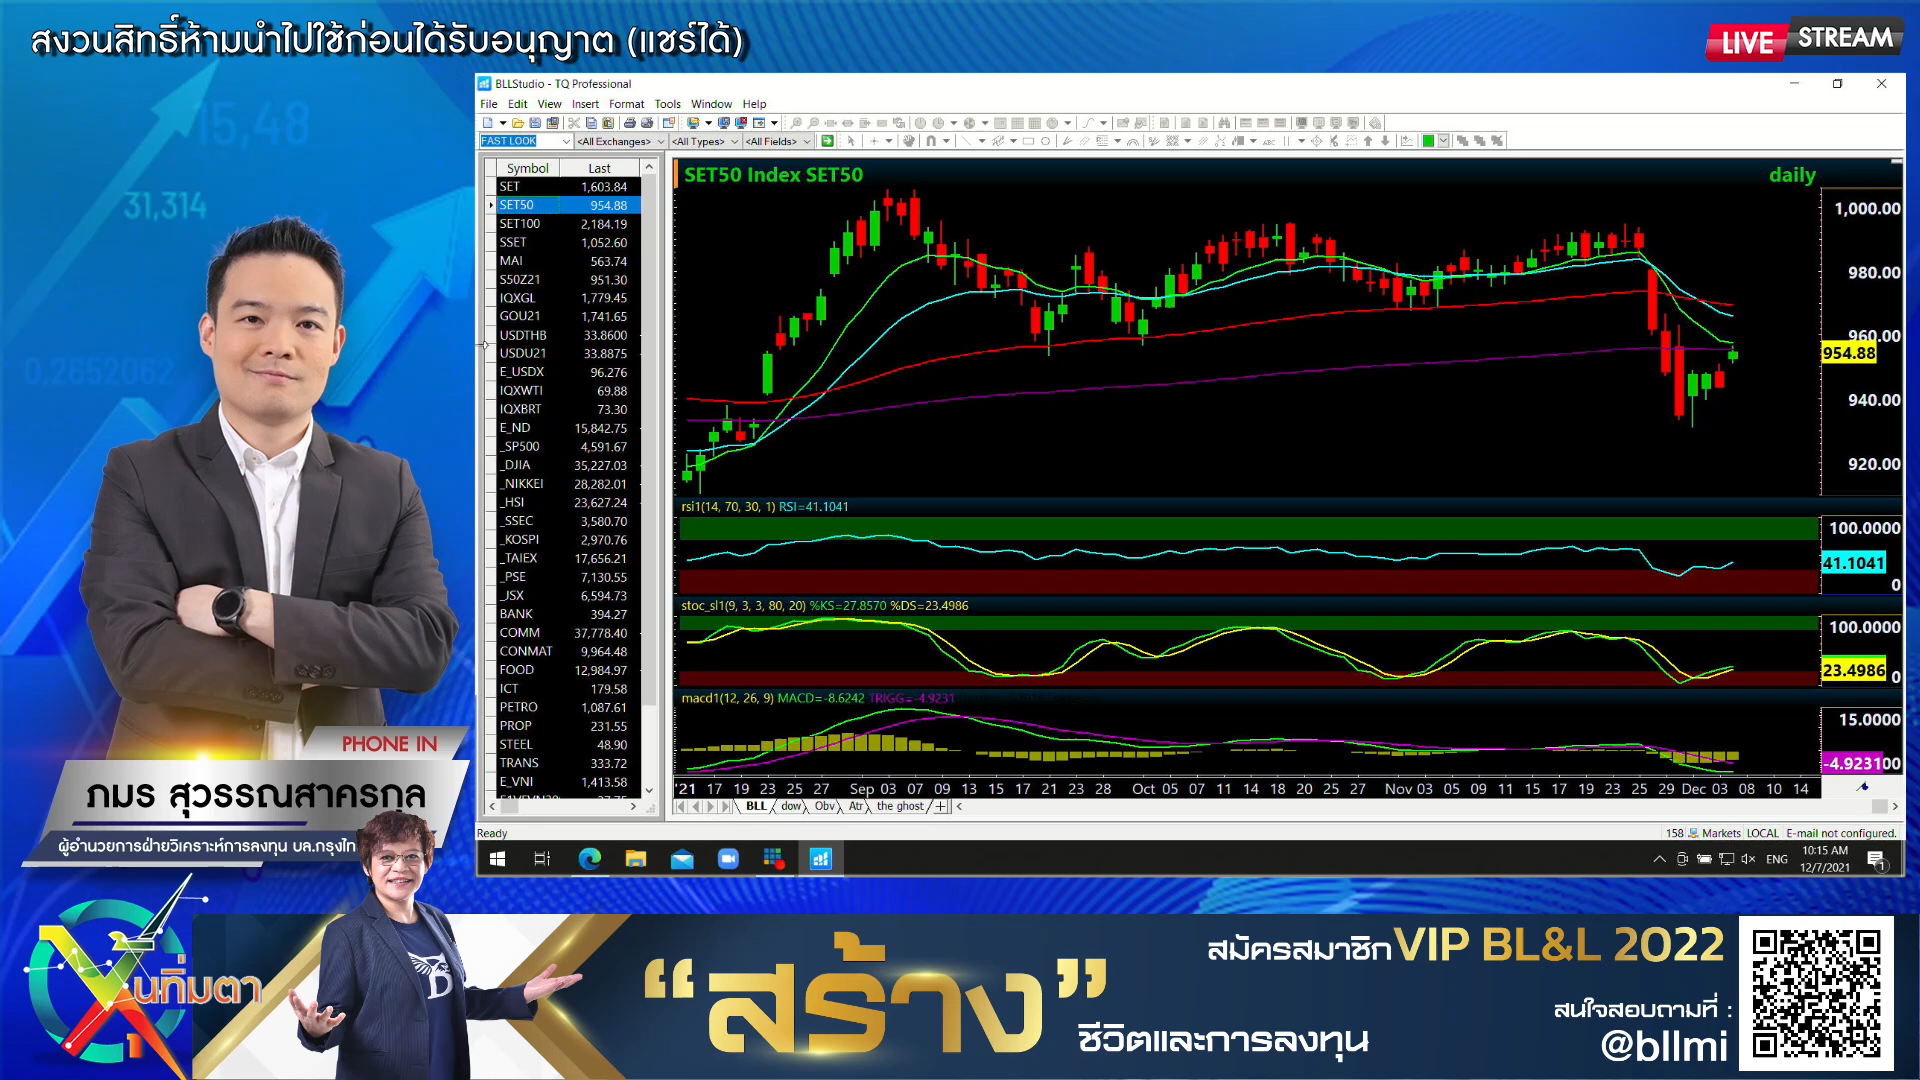 สงวนสิทธิ์ห้ามนำไปใช้ก่อนได้รับอนุญาต (แชร์ได้)
LIVE STREAM
15,48
31,314
0,2652062
BLLStudio - TQ Professional
File Edit View Insert Format Tools Window Help
FAST LOOK <All Exchanges> <All Types> <All Fields>
Symbol Last
SET 1,603.84
SET50 954.88
SET100 2,184.19
SSET 1,052.60
MAI 563.74
S50Z21 951.30
IQXGL 1,779.45
GOU21 1,741.65
USDTHB 33.8600
USDU21 33.8875
E_USDX 96.276
IQXWTI 69.88
IQXBRT 73.30
E_ND 15,842.75
_SP500 4,591.67
_DJIA 35,227.03
_NIKKEI 28,282.01
_HSI 23,627.24
_SSEC 3,580.70
_KOSPI 2,970.76
_TAIEX 17,656.21
_PSE 7,130.55
_JSX 6,594.73
BANK 394.27
COMM 37,778.40
CONMAT 9,964.48
FOOD 12,984.97
ICT 179.58
PETRO 1,087.61
PROP 231.55
STEEL 48.90
TRANS 333.72
E_VNI 1,413.58
SET50 Index SET50 daily
1,000.00
980.00
960.00
954.88
940.00
920.00
rsi1(14, 70, 30, 1) RSI=41.1041
100.0000
41.1041
0
stoc_sl1(9, 3, 3, 80, 20) %KS=27.8570 %DS=23.4986
100.0000
23.4986
0
macd1(12, 26, 9) MACD=-8.6242 TRIGG=-4.9231
15.0000
-4.9231
'21 17 19 23 25 27 Sep 03 07 09 13 15 17 21 23 28 Oct 05 07 11 14 18 20 25 27 Nov 03 05 09 11 15 17 19 23 25 29 Dec 03 08 10 14
BLL dow Obv Atr the ghost
Ready 158 Markets LOCAL E-mail not configured.
ENG 10:15 AM
12/7/2021
1
PHONE IN
ภมร สุวรรณสาครกุล
ผู้อำนวยการฝ่ายวิเคราะห์การลงทุน บล.กรุงไท
หุ้นทิ่มตา
“สร้าง”
ชีวิตและการลงทุน
สมัครสมาชิก VIP BL&L 2022
สนใจสอบถามที่ :
@bllmi